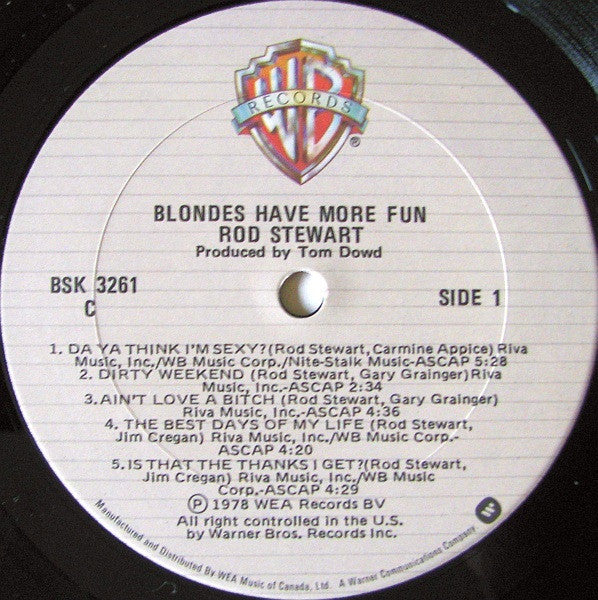 WB
RECORDS
®
BLONDES HAVE MORE FUN
ROD STEWART
Produced by Tom Dowd
BSK 3261
C
SIDE 1
1. DA YA THINK I'M SEXY?(Rod Stewart, Carmine Appice) Riva
Music, Inc./WB Music Corp./Nite-Stalk Music-ASCAP 5:28
2. DIRTY WEEKEND (Rod Stewart, Gary Grainger)Riva
Music, Inc.-ASCAP 2:34
3.AIN'T LOVE A BITCH (Rod Stewart, Gary Grainger)
Riva Music, Inc.-ASCAP 4:36
4. THE BEST DAYS OF MY LIFE (Rod Stewart,
Jim Cregan) Riva Music, Inc./WB Music Corp.-
ASCAP 4:20
5. IS THAT THE THANKS I GET?(Rod Stewart,
Jim Cregan) Riva Music, Inc./WB Music
Corp.-ASCAP 4:29
℗ 1978 WEA Records BV
All right controlled in the U.S.
by Warner Bros. Records Inc.
Manufactured and Distributed By WEA Music of Canada, Ltd. A Warner Communications Company